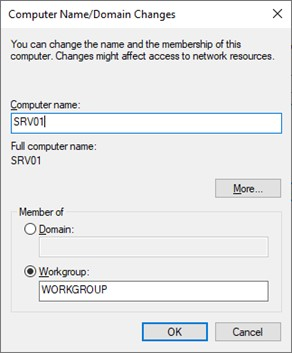 Computer Name/Domain Changes
You can change the name and the membership of this
computer. Changes might affect access to network resources.
Computer name:
SRV01
Full computer name:
SRV01
More...
Member of
Domain:
Workgroup:
WORKGROUP
OK Cancel